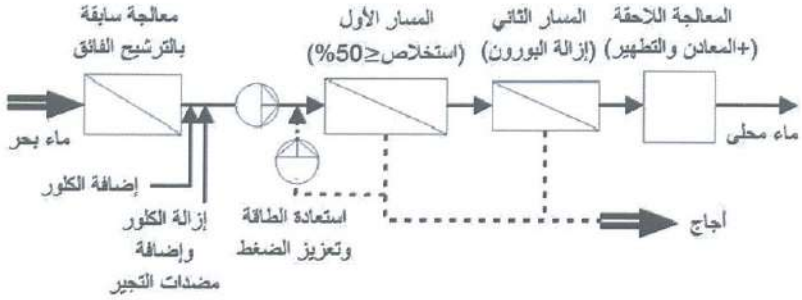 معالجة سابقة
بالترشيح الفائق
المسار الأول
(استخلاص≥50%)
المسار الثاني
(إزالة البورون)
المعالجة اللاحقة
(+المعادن والتطهير)
ماء بحر
ماء محلى
إضافة الكلور
إزالة الكلور
وإضافة
مضدات التجير
استعادة الطاقة
وتعزيز الضغط
أجاج